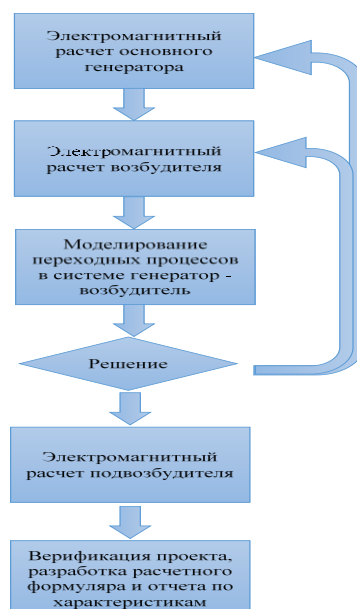 Электромагнитный
расчет основного
генератора
Электромагнитный
расчет возбудителя
Моделирование
переходных процессов
в системе генератор -
возбудитель
Решение
Электромагнитный
расчет подвозбудителя
Верификация проекта,
разработка расчетного
формуляра и отчета по
характеристикам